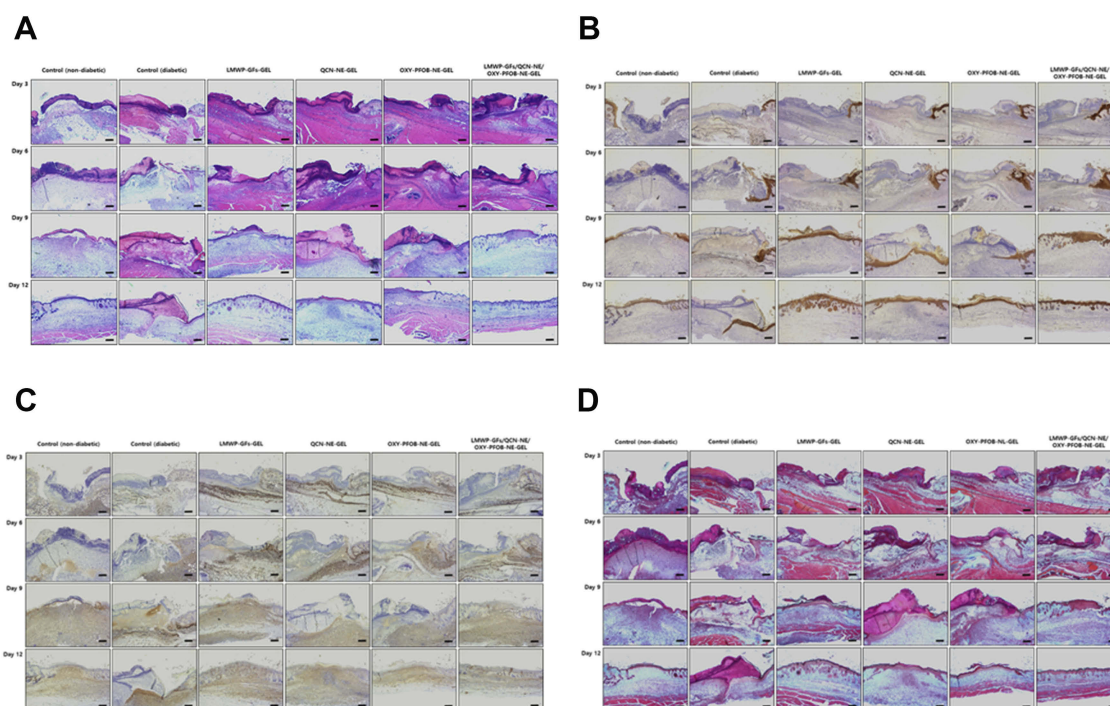 A
Control (non-diabetic) Control (diabetic) LMWP-GFs-GEL QCN-NE-GEL OXY-PFOB-NE-GEL LMWP-GFs/QCN-NE/
OXY-PFOB-NE-GEL
Day 3
Day 6
Day 9
Day 12
B
Control (non-diabetic) Control (diabetic) LMWP-GFs-GEL QCN-NE-GEL OXY-PFOB-NE-GEL LMWP-GFs/QCN-NE/
OXY-PFOB-NE-GEL
Day 3
Day 6
Day 9
Day 12
C
Control (non-diabetic) Control (diabetic) LMWP-GFs-GEL QCN-NE-GEL OXY-PFOB-NE-GEL LMWP-GFs/QCN-NE/
OXY-PFOB-NE-GEL
Day 3
Day 6
Day 9
Day 12
D
Control (non-diabetic) Control (diabetic) LMWP-GFs-GEL QCN-NE-GEL OXY-PFOB-NL-GEL LMWP-GFs/QCN-NE/
OXY-PFOB-NE-GEL
Day 3
Day 6
Day 9
Day 12